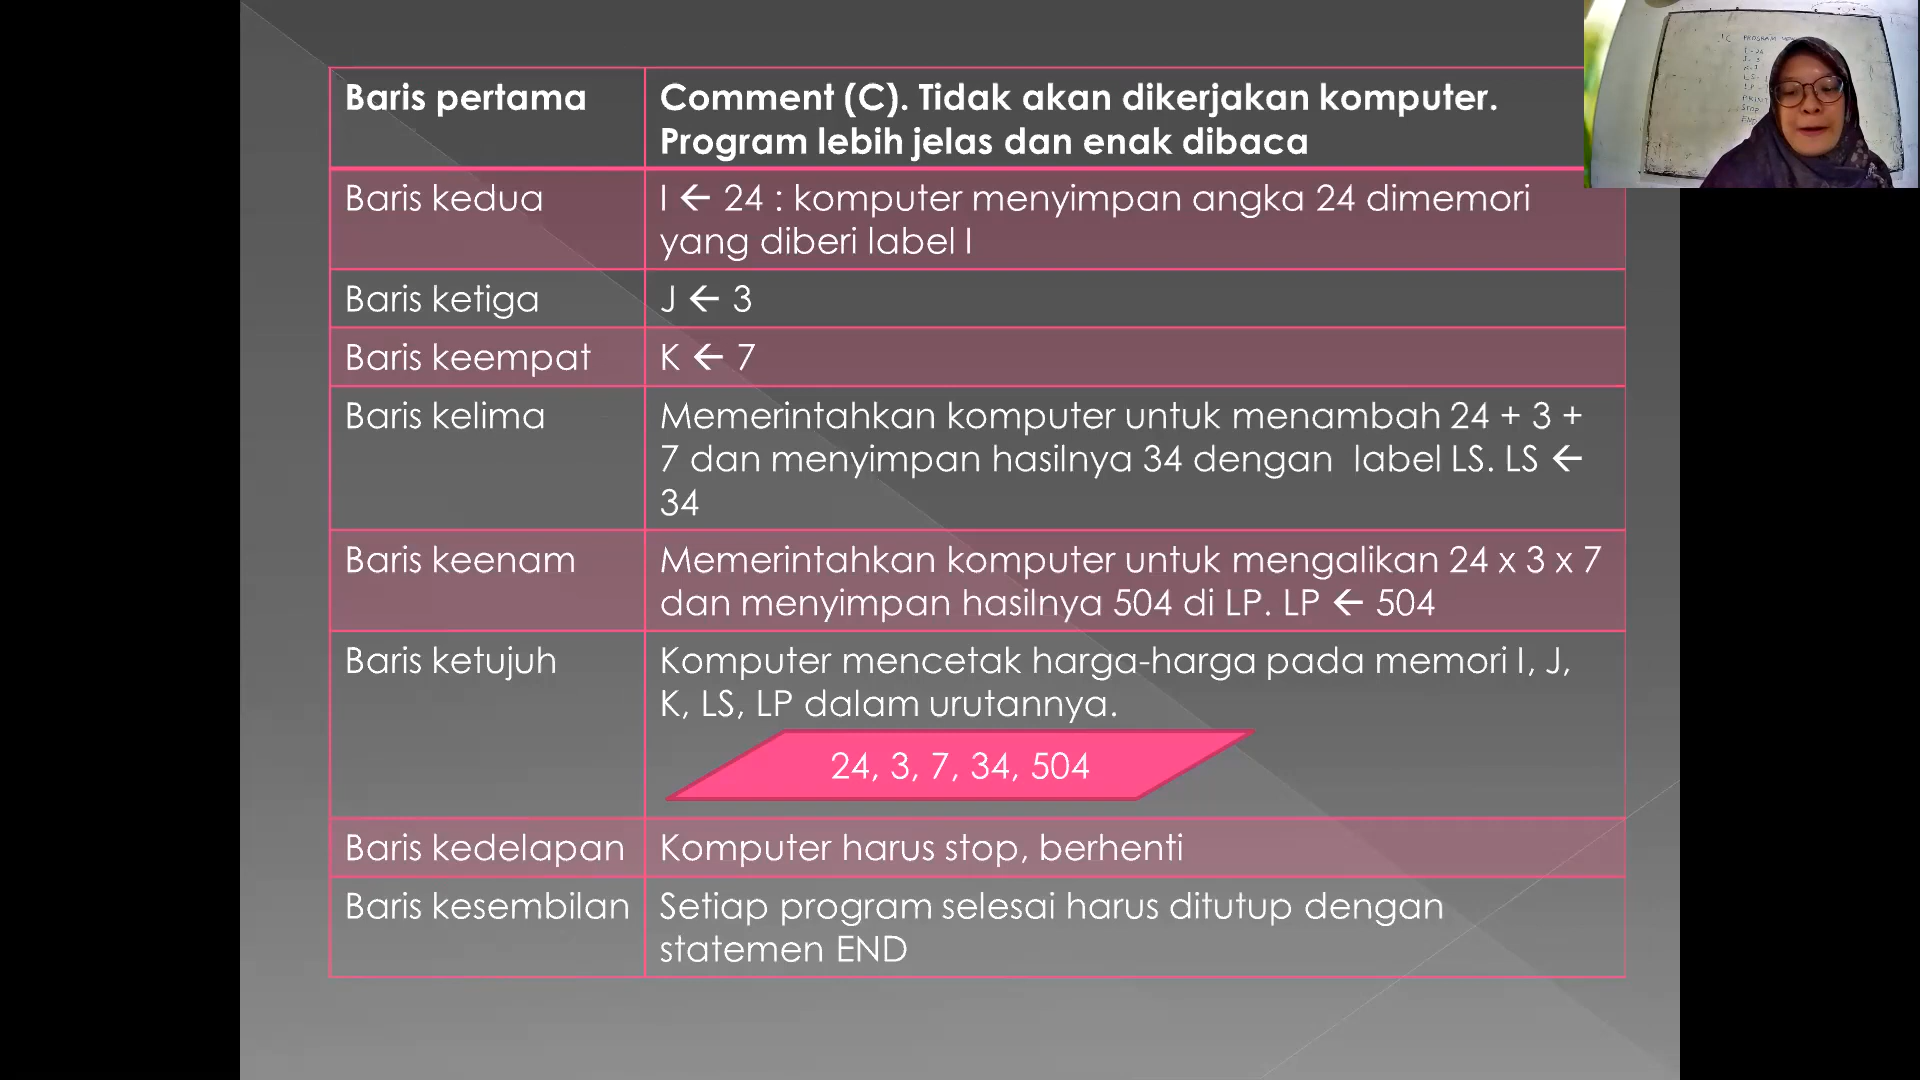 Baris pertama
Comment (C). Tidak akan dikerjakan komputer.
Program lebih jelas dan enak dibaca
Baris kedua
I ← 24 : komputer menyimpan angka 24 dimemori
yang diberi label I
Baris ketiga
J ← 3
Baris keempat
K ← 7
Baris kelima
Memerintahkan komputer untuk menambah 24 + 3 +
7 dan menyimpan hasilnya 34 dengan label LS. LS ←
34
Baris keenam
Memerintahkan komputer untuk mengalikan 24 x 3 x 7
dan menyimpan hasilnya 504 di LP. LP ← 504
Baris ketujuh
Komputer mencetak harga-harga pada memori I, J,
K, LS, LP dalam urutannya.
24, 3, 7, 34, 504
Baris kedelapan
Komputer harus stop, berhenti
Baris kesembilan
Setiap program selesai harus ditutup dengan
statemen END
PROGRAM